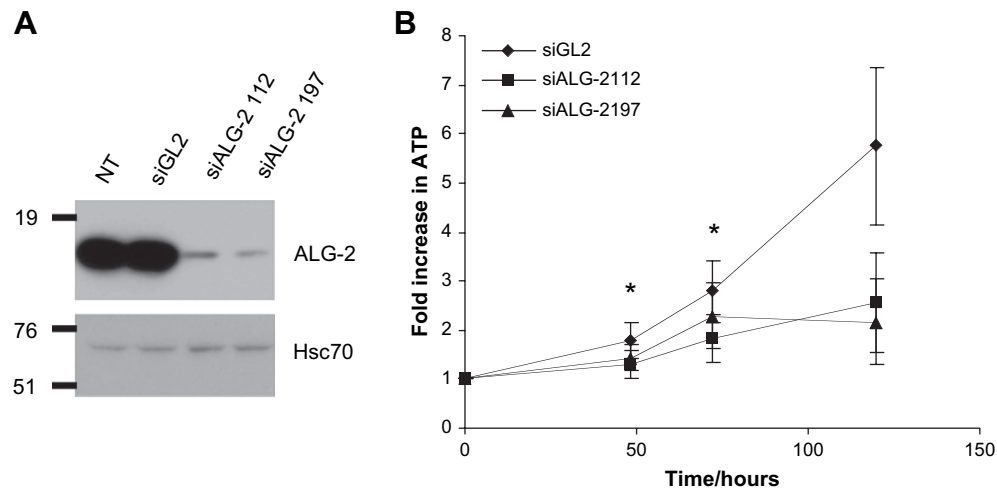 A
NT
siGL2
siALG-2 112
siALG-2 197
19
ALG-2
76
Hsc70
51
B
siGL2
siALG-2112
siALG-2197
Fold increase in ATP
8
7
6
5
4
3
2
1
0
*
*
0
50
100
150
Time/hours